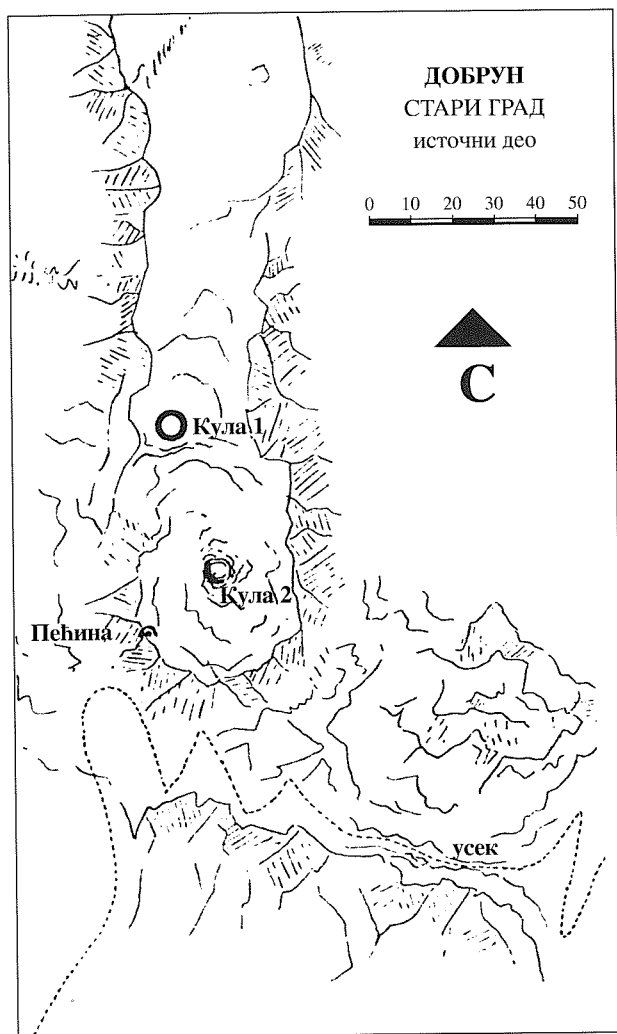 ДОБРУН
СТАРИ ГРАД
источни део
0 10 20 30 40 50
С
Кула 1
Кула 2
Пећина
усек